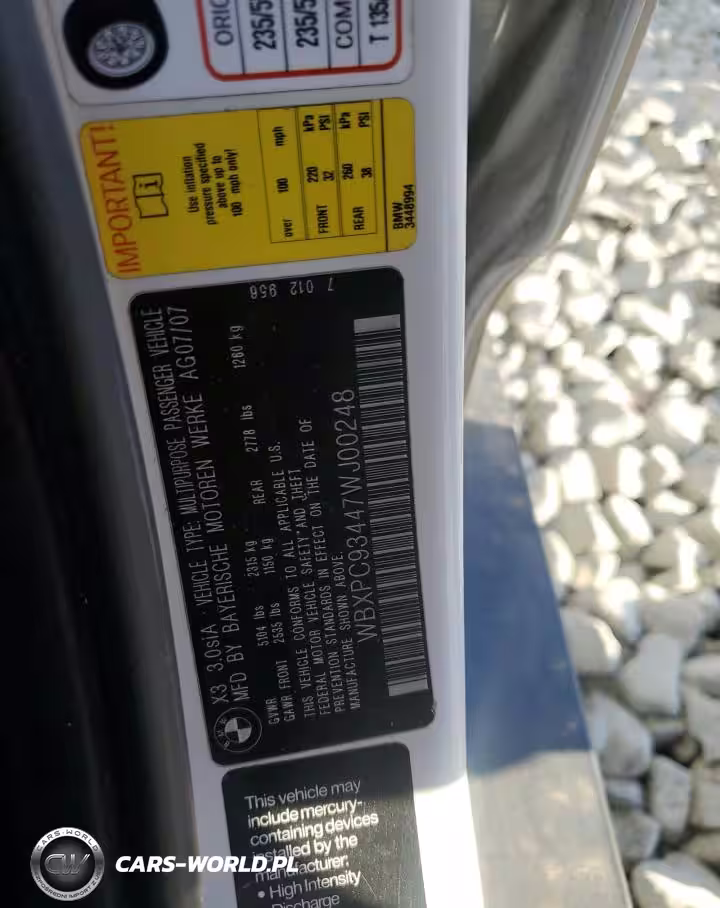 ORIG
235/5
235/5
COM
T 135
IMPORTANT!
Use inflation
pressure specified
above up to
100 mph only!
over 100 mph
kPa PSI kPa PSI
FRONT 220 32
REAR 260 38
BMW
3448994
7 012 956
X3 3.0si/A VEHICLE TYPE: MULTIPURPOSE PASSENGER VEHICLE
MFD BY BAYERISCHE MOTOREN WERKE AG07/07
GVWR 5104 lbs 2315 kg
GAWR FRONT 2535 lbs 1150 kg REAR 2778 lbs 1260 kg
THIS VEHICLE CONFORMS TO ALL APPLICABLE U.S.
FEDERAL MOTOR VEHICLE SAFETY AND THEFT
PREVENTION STANDARDS IN EFFECT ON THE DATE OF
MANUFACTURE SHOWN ABOVE.
WBXPC93447WJ00248
This vehicle may
include mercury-
containing devices
installed by the
manufacturer:
• High Intensity
Discharge
CARS-WORLD
CW
CARS-WORLD.PL